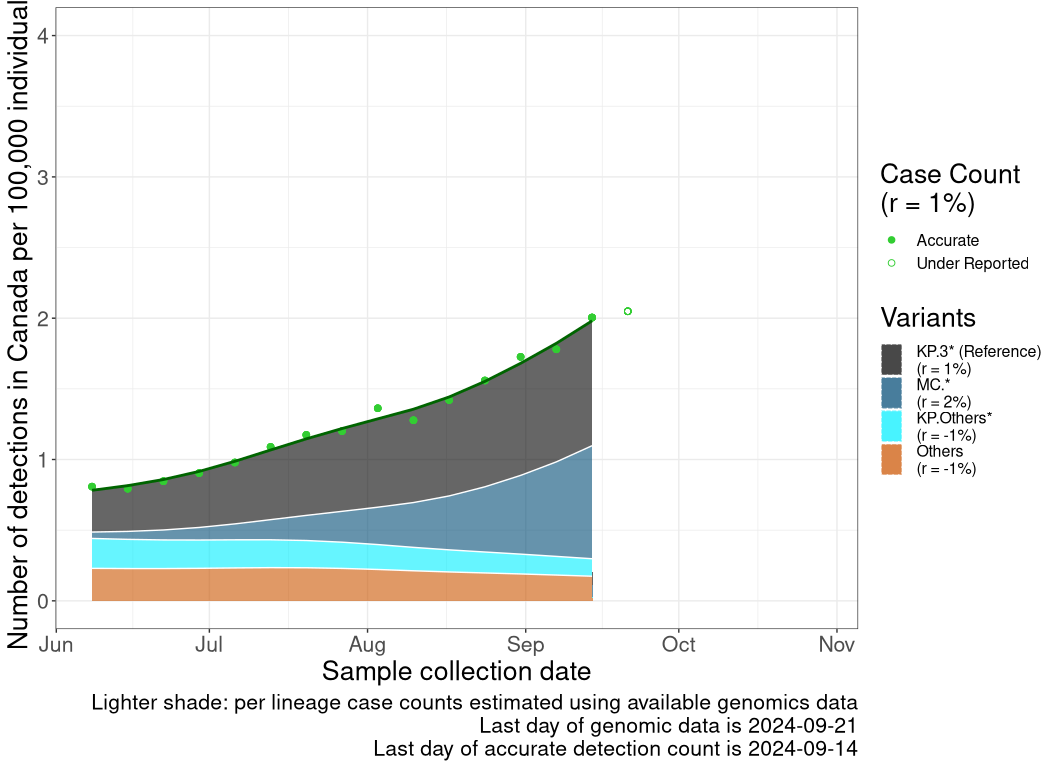 Number of detections in Canada per 100,000 individual
4
3
2
1
0
Jun
Jul
Aug
Sep
Oct
Nov
Sample collection date
Lighter shade: per lineage case counts estimated using available genomics data
Last day of genomic data is 2024-09-21
Last day of accurate detection count is 2024-09-14
Case Count
(r = 1%)
Accurate
Under Reported
Variants
KP.3* (Reference)
(r = 1%)
MC.*
(r = 2%)
KP.Others*
(r = -1%)
Others
(r = -1%)